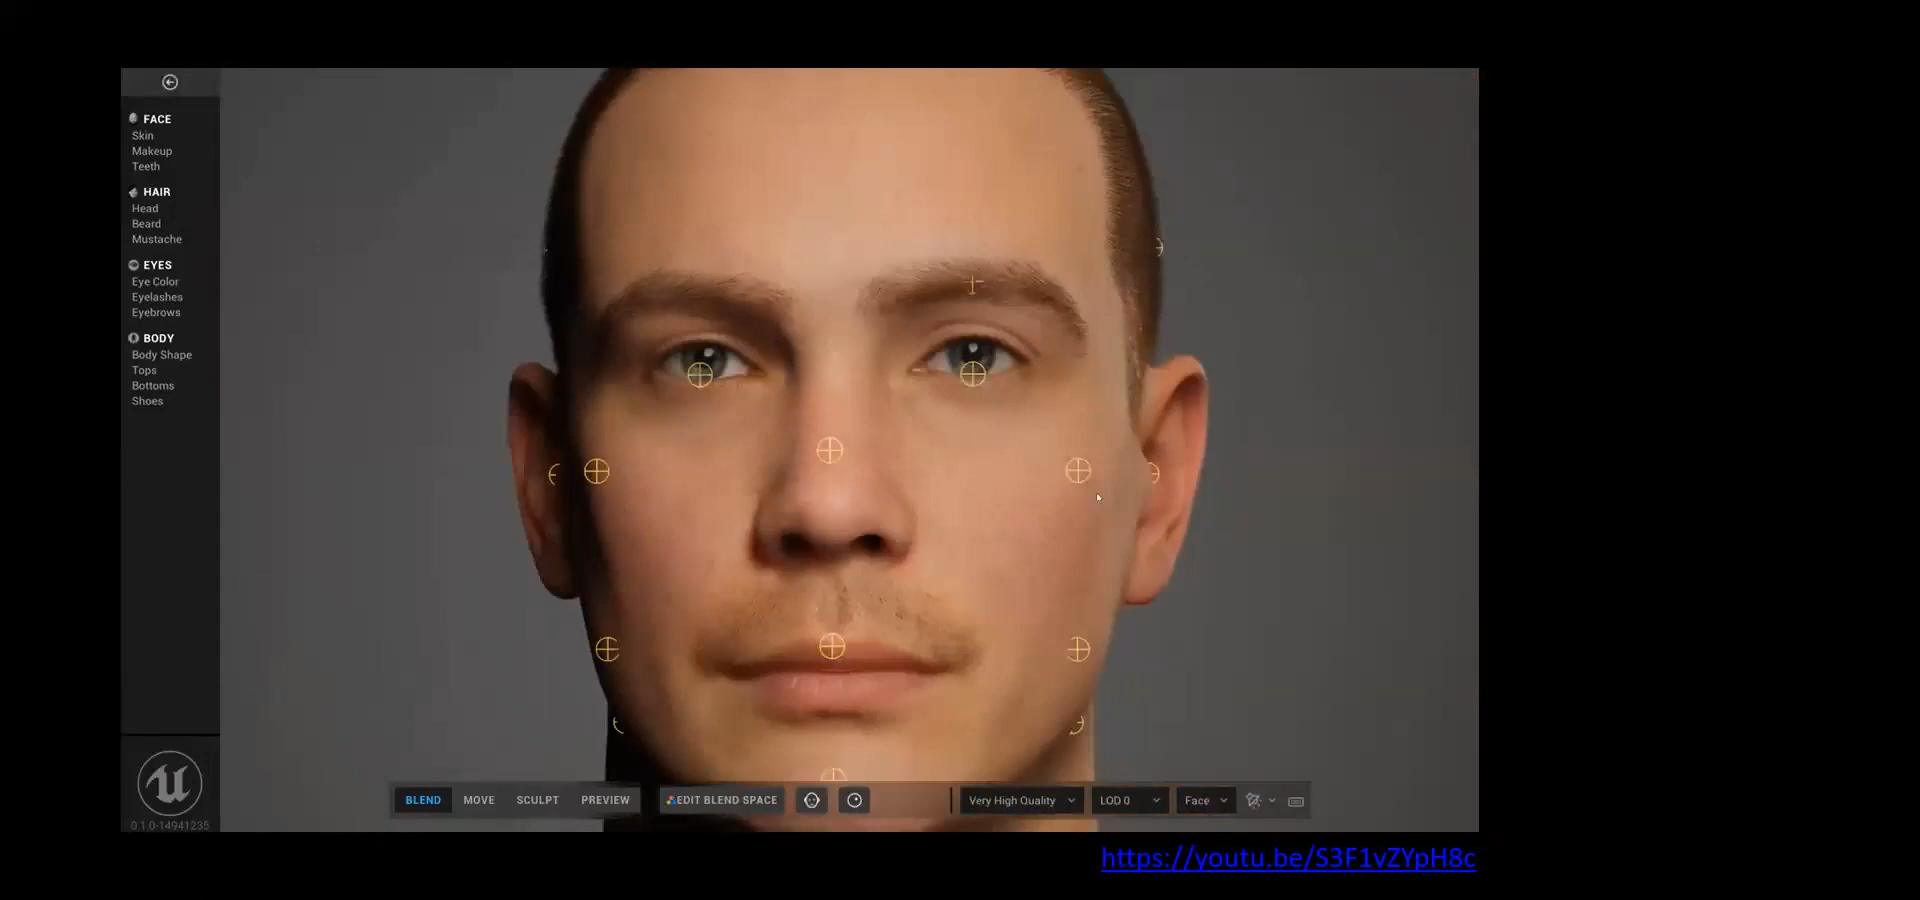 FACE
Skin
Makeup
Teeth
HAIR
Head
Beard
Mustache
EYES
Eye Color
Eyelashes
Eyebrows
BODY
Body Shape
Tops
Bottoms
Shoes
0.1.0-14941235
BLEND MOVE SCULPT PREVIEW EDIT BLEND SPACE Very High Quality LOD 0 Face
https://youtu.be/S3F1vZYpH8c